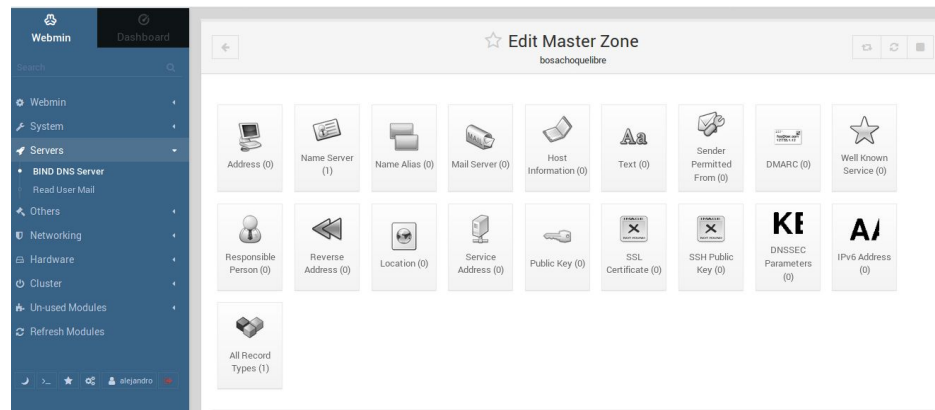 Webmin
Dashboard
Search
Webmin
System
Servers
BIND DNS Server
Read User Mail
Others
Networking
Hardware
Cluster
Un-used Modules
Refresh Modules
alejandro
Edit Master Zone
bosachoquelibre
Address (0)
Name Server (1)
Name Alias (0)
Mail Server (0)
Host Information (0)
Aa
Text (0)
Sender Permitted From (0)
DMARC (0)
Well Known Service (0)
Responsible Person (0)
Reverse Address (0)
Location (0)
Service Address (0)
Public Key (0)
SSL Certificate (0)
SSH Public Key (0)
KE
DNSSEC Parameters (0)
IPv6 Address (0)
All Record Types (1)